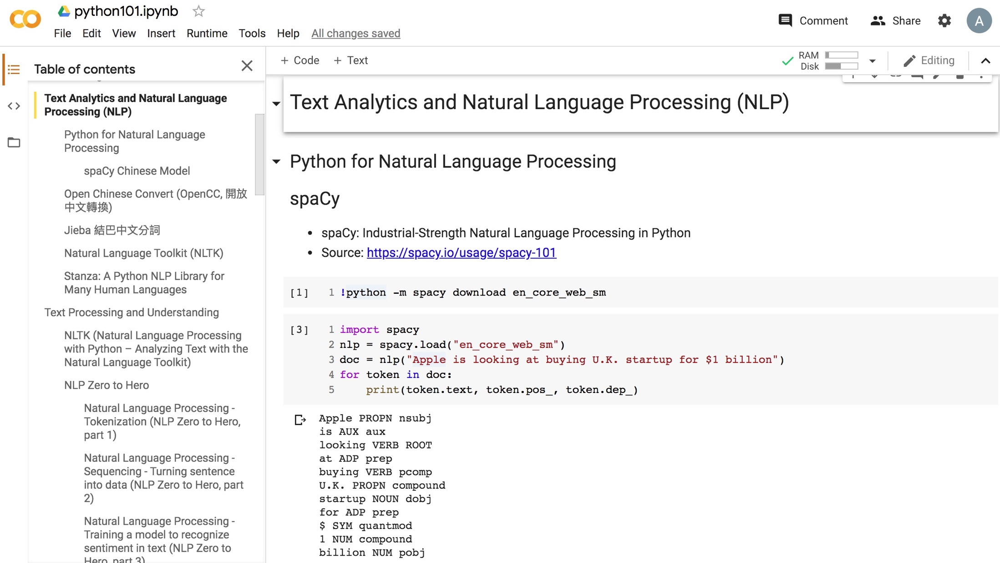 python101.ipynb
File Edit View Insert Runtime Tools Help All changes saved
Comment Share A
Table of contents
Text Analytics and Natural Language
Processing (NLP)
Python for Natural Language
Processing
spaCy Chinese Model
Open Chinese Convert (OpenCC, 開放
中文轉換)
Jieba 結巴中文分詞
Natural Language Toolkit (NLTK)
Stanza: A Python NLP Library for
Many Human Languages
Text Processing and Understanding
NLTK (Natural Language Processing
with Python – Analyzing Text with the
Natural Language Toolkit)
NLP Zero to Hero
Natural Language Processing -
Tokenization (NLP Zero to Hero,
part 1)
Natural Language Processing -
Sequencing - Turning sentence
into data (NLP Zero to Hero, part
2)
Natural Language Processing -
Training a model to recognize
sentiment in text (NLP Zero to
Hero, part 3)
+ Code + Text
RAM
Disk
Editing
Text Analytics and Natural Language Processing (NLP)
Python for Natural Language Processing
spaCy
• spaCy: Industrial-Strength Natural Language Processing in Python
• Source: https://spacy.io/usage/spacy-101
[1] 1 !python -m spacy download en_core_web_sm
[3] 1 import spacy
2 nlp = spacy.load("en_core_web_sm")
3 doc = nlp("Apple is looking at buying U.K. startup for $1 billion")
4 for token in doc:
5     print(token.text, token.pos_, token.dep_)
Apple PROPN nsubj
is AUX aux
looking VERB ROOT
at ADP prep
buying VERB pcomp
U.K. PROPN compound
startup NOUN dobj
for ADP prep
$ SYM quantmod
1 NUM compound
billion NUM pobj